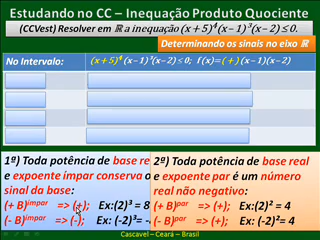 Estudando no CC – Inequação Produto Quociente
(CCVest) Resolver em ℝ a inequação (x + 5)⁴(x – 1)³(x – 2) ≤ 0.
Determinando os sinais no eixo ℝ
No Intervalo:
(x+5)⁴(x–1)³(x–2) ≤ 0; f(x)=(+)(x–1)(x–2)
1ª) Toda potência de base real
e expoente ímpar conserva o
sinal da base:
(+ B)ímpar => (+); Ex:(2)³ = 8
(- B)ímpar => (-); Ex: (-2)³= -
2ª) Toda potência de base real
e expoente par é um número
real não negativo:
(+ B)par => (+); Ex:(2)² = 4
(- B)par => (+); Ex: (-2)²= 4
Cascavel – Ceará – Brasil